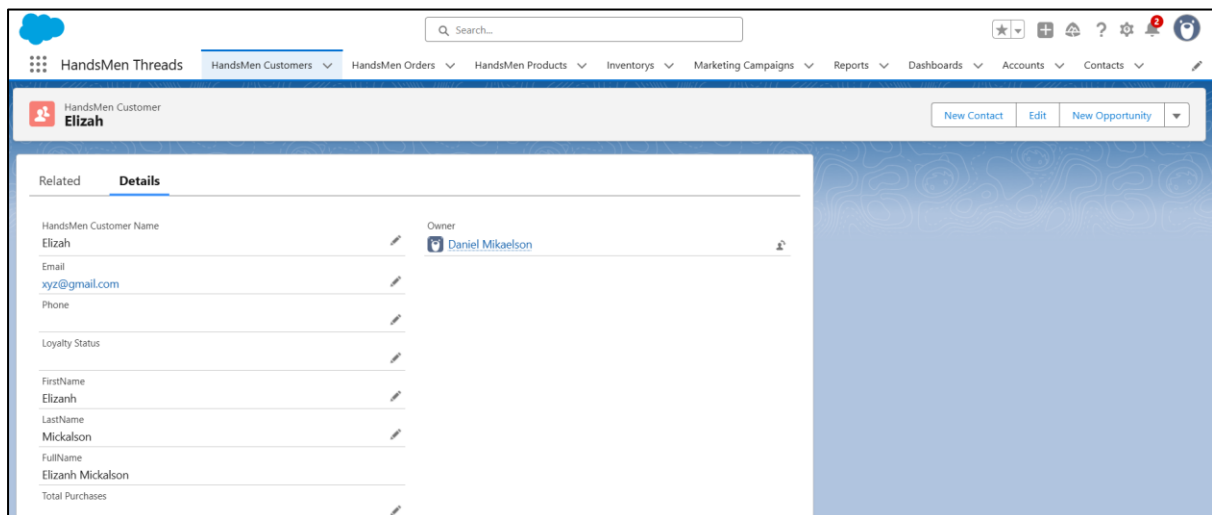 Search...
2
HandsMen Threads HandsMen Customers HandsMen Orders HandsMen Products Inventorys Marketing Campaigns Reports Dashboards Accounts Contacts
HandsMen Customer
Elizah
New Contact Edit New Opportunity
Related Details
HandsMen Customer Name
Elizah
Owner
Daniel Mikaelson
Email
xyz@gmail.com
Phone
Loyalty Status
FirstName
Elizanh
LastName
Mickalson
FullName
Elizanh Mickalson
Total Purchases